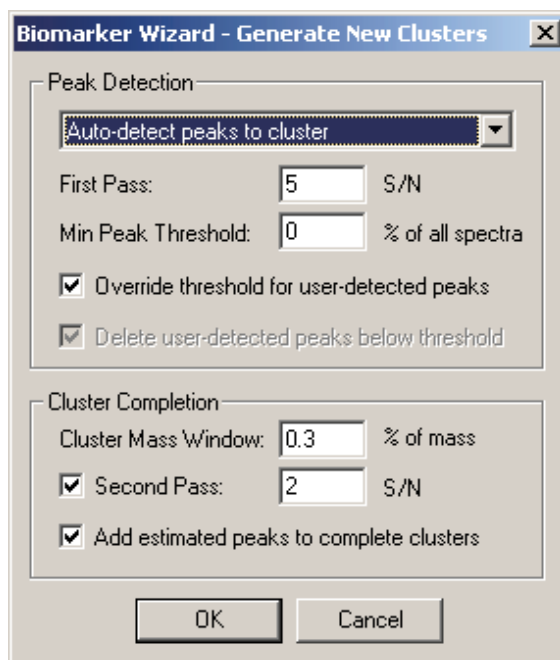 Biomarker Wizard - Generate New Clusters
Peak Detection
Auto-detect peaks to cluster
First Pass: 5 S/N
Min Peak Threshold: 0 % of all spectra
Override threshold for user-detected peaks
Delete user-detected peaks below threshold
Cluster Completion
Cluster Mass Window: 0.3 % of mass
Second Pass: 2 S/N
Add estimated peaks to complete clusters
OK Cancel